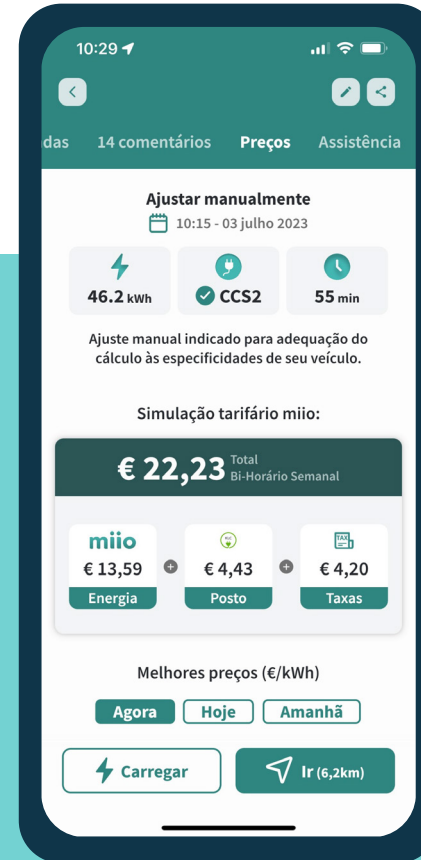 10:29
das 14 comentários Preços Assistência
Ajustar manualmente
10:15 - 03 julho 2023
46.2 kWh CCS2 55 min
Ajuste manual indicado para adequação do
cálculo às especificidades de seu veículo.
Simulação tarifário miio:
€ 22,23 Total
Bi-Horário Semanal
miio TAX
€ 13,59 € 4,43 € 4,20
Energia Posto Taxas
Melhores preços (€/kWh)
Agora Hoje Amanhã
Carregar Ir (6,2km)